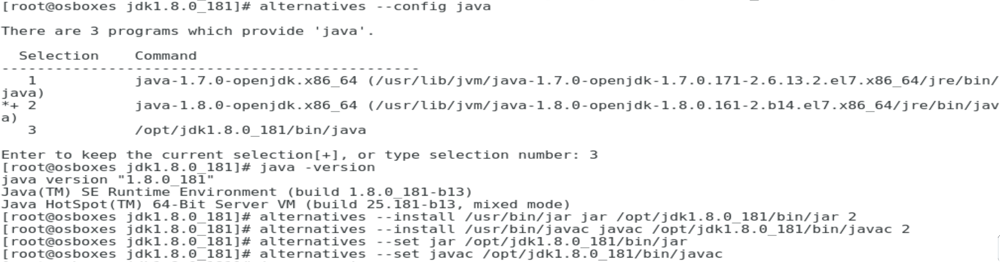 [root@osboxes jdk1.8.0_181]# alternatives --config java
There are 3 programs which provide 'java'.
Selection    Command
-----------------------------------------------
1           java-1.7.0-openjdk.x86_64 (/usr/lib/jvm/java-1.7.0-openjdk-1.7.0.171-2.6.13.2.el7.x86_64/jre/bin/
java)
*+ 2           java-1.8.0-openjdk.x86_64 (/usr/lib/jvm/java-1.8.0-openjdk-1.8.0.161-2.b14.el7.x86_64/jre/bin/jav
a)
3           /opt/jdk1.8.0_181/bin/java
Enter to keep the current selection[+], or type selection number: 3
[root@osboxes jdk1.8.0_181]# java -version
java version "1.8.0_181"
Java(TM) SE Runtime Environment (build 1.8.0_181-b13)
Java HotSpot(TM) 64-Bit Server VM (build 25.181-b13, mixed mode)
[root@osboxes jdk1.8.0_181]# alternatives --install /usr/bin/jar jar /opt/jdk1.8.0_181/bin/jar 2
[root@osboxes jdk1.8.0_181]# alternatives --install /usr/bin/javac javac /opt/jdk1.8.0_181/bin/javac 2
[root@osboxes jdk1.8.0_181]# alternatives --set jar /opt/jdk1.8.0_181/bin/jar
[root@osboxes jdk1.8.0_181]# alternatives --set javac /opt/jdk1.8.0_181/bin/javac